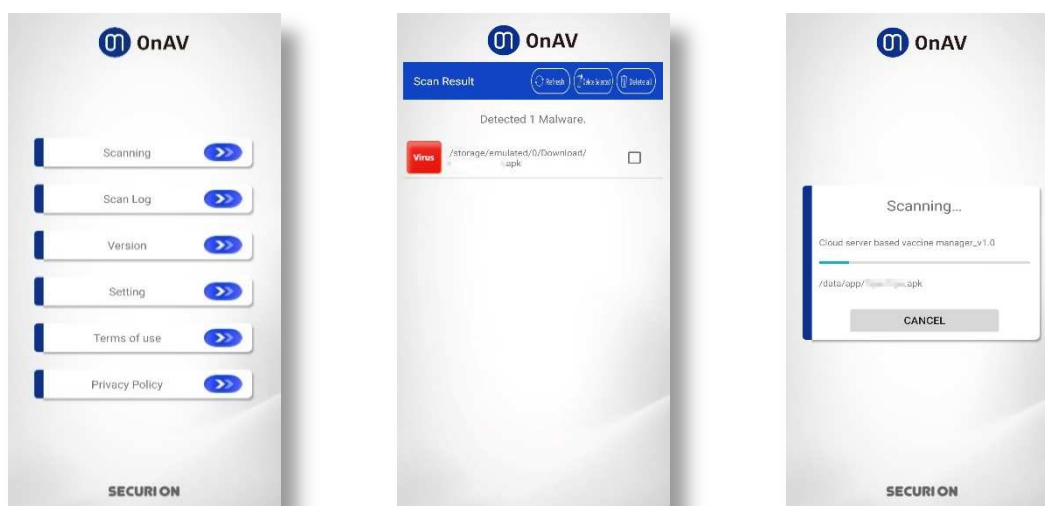 OnAV
Scanning
Scan Log
Version
Setting
Terms of use
Privacy Policy
SECURION
OnAV
Scan Result
Refresh
Delete all
Detected 1 Malware.
Virus
/storage/emulated/0/Download/
.apk
OnAV
Scanning...
Cloud server based vaccine manager_v1.0
/data/app/
.apk
CANCEL
SECURION